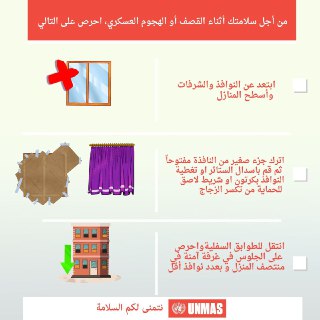 من أجل سلامتك أثناء القصف أو الهجوم العسكري، احرص على التالي
ابتعد عن النوافذ والشرفات
وأسطح المنازل
اترك جزء صغير من النافذة مفتوحاً
ثم قم باسدال الستائر او تغطية
النوافذ بكرتون او شريط لاصق
للحماية من تكسر الزجاج
انتقل للطوابق السفليةواحرص
على الجلوس في غرفة آمنة في
منتصف المنزل و بعدد نوافذ أقل
نتمنى لكم السلامة
UNMAS